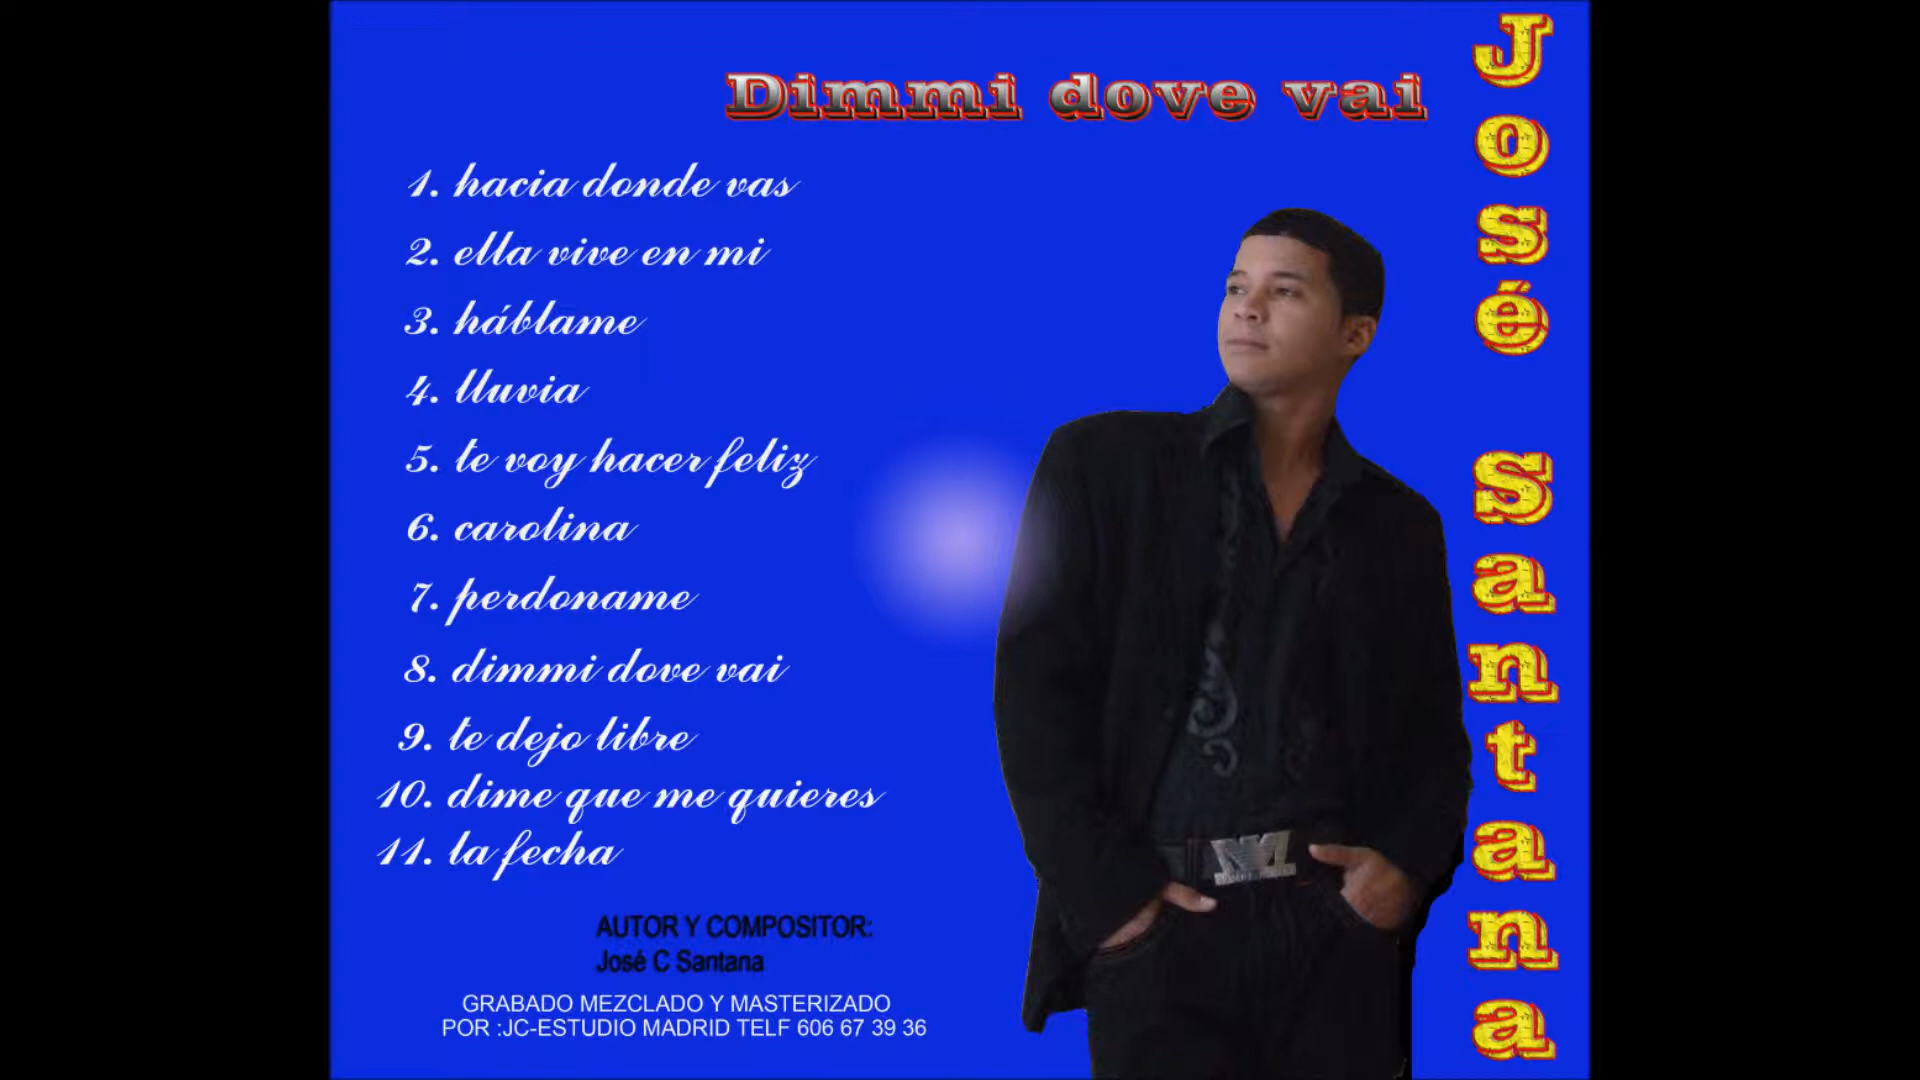 Dimmi dove vai
José Santana
1. hacia donde vas
2. ella vive en mi
3. háblame
4. lluvia
5. te voy hacer feliz
6. carolina
7. perdoname
8. dimmi dove vai
9. te dejo libre
10. dime que me quieres
11. la fecha
AUTOR Y COMPOSITOR:
José C Santana
GRABADO MEZCLADO Y MASTERIZADO
POR :JC-ESTUDIO MADRID TELF 606 67 39 36